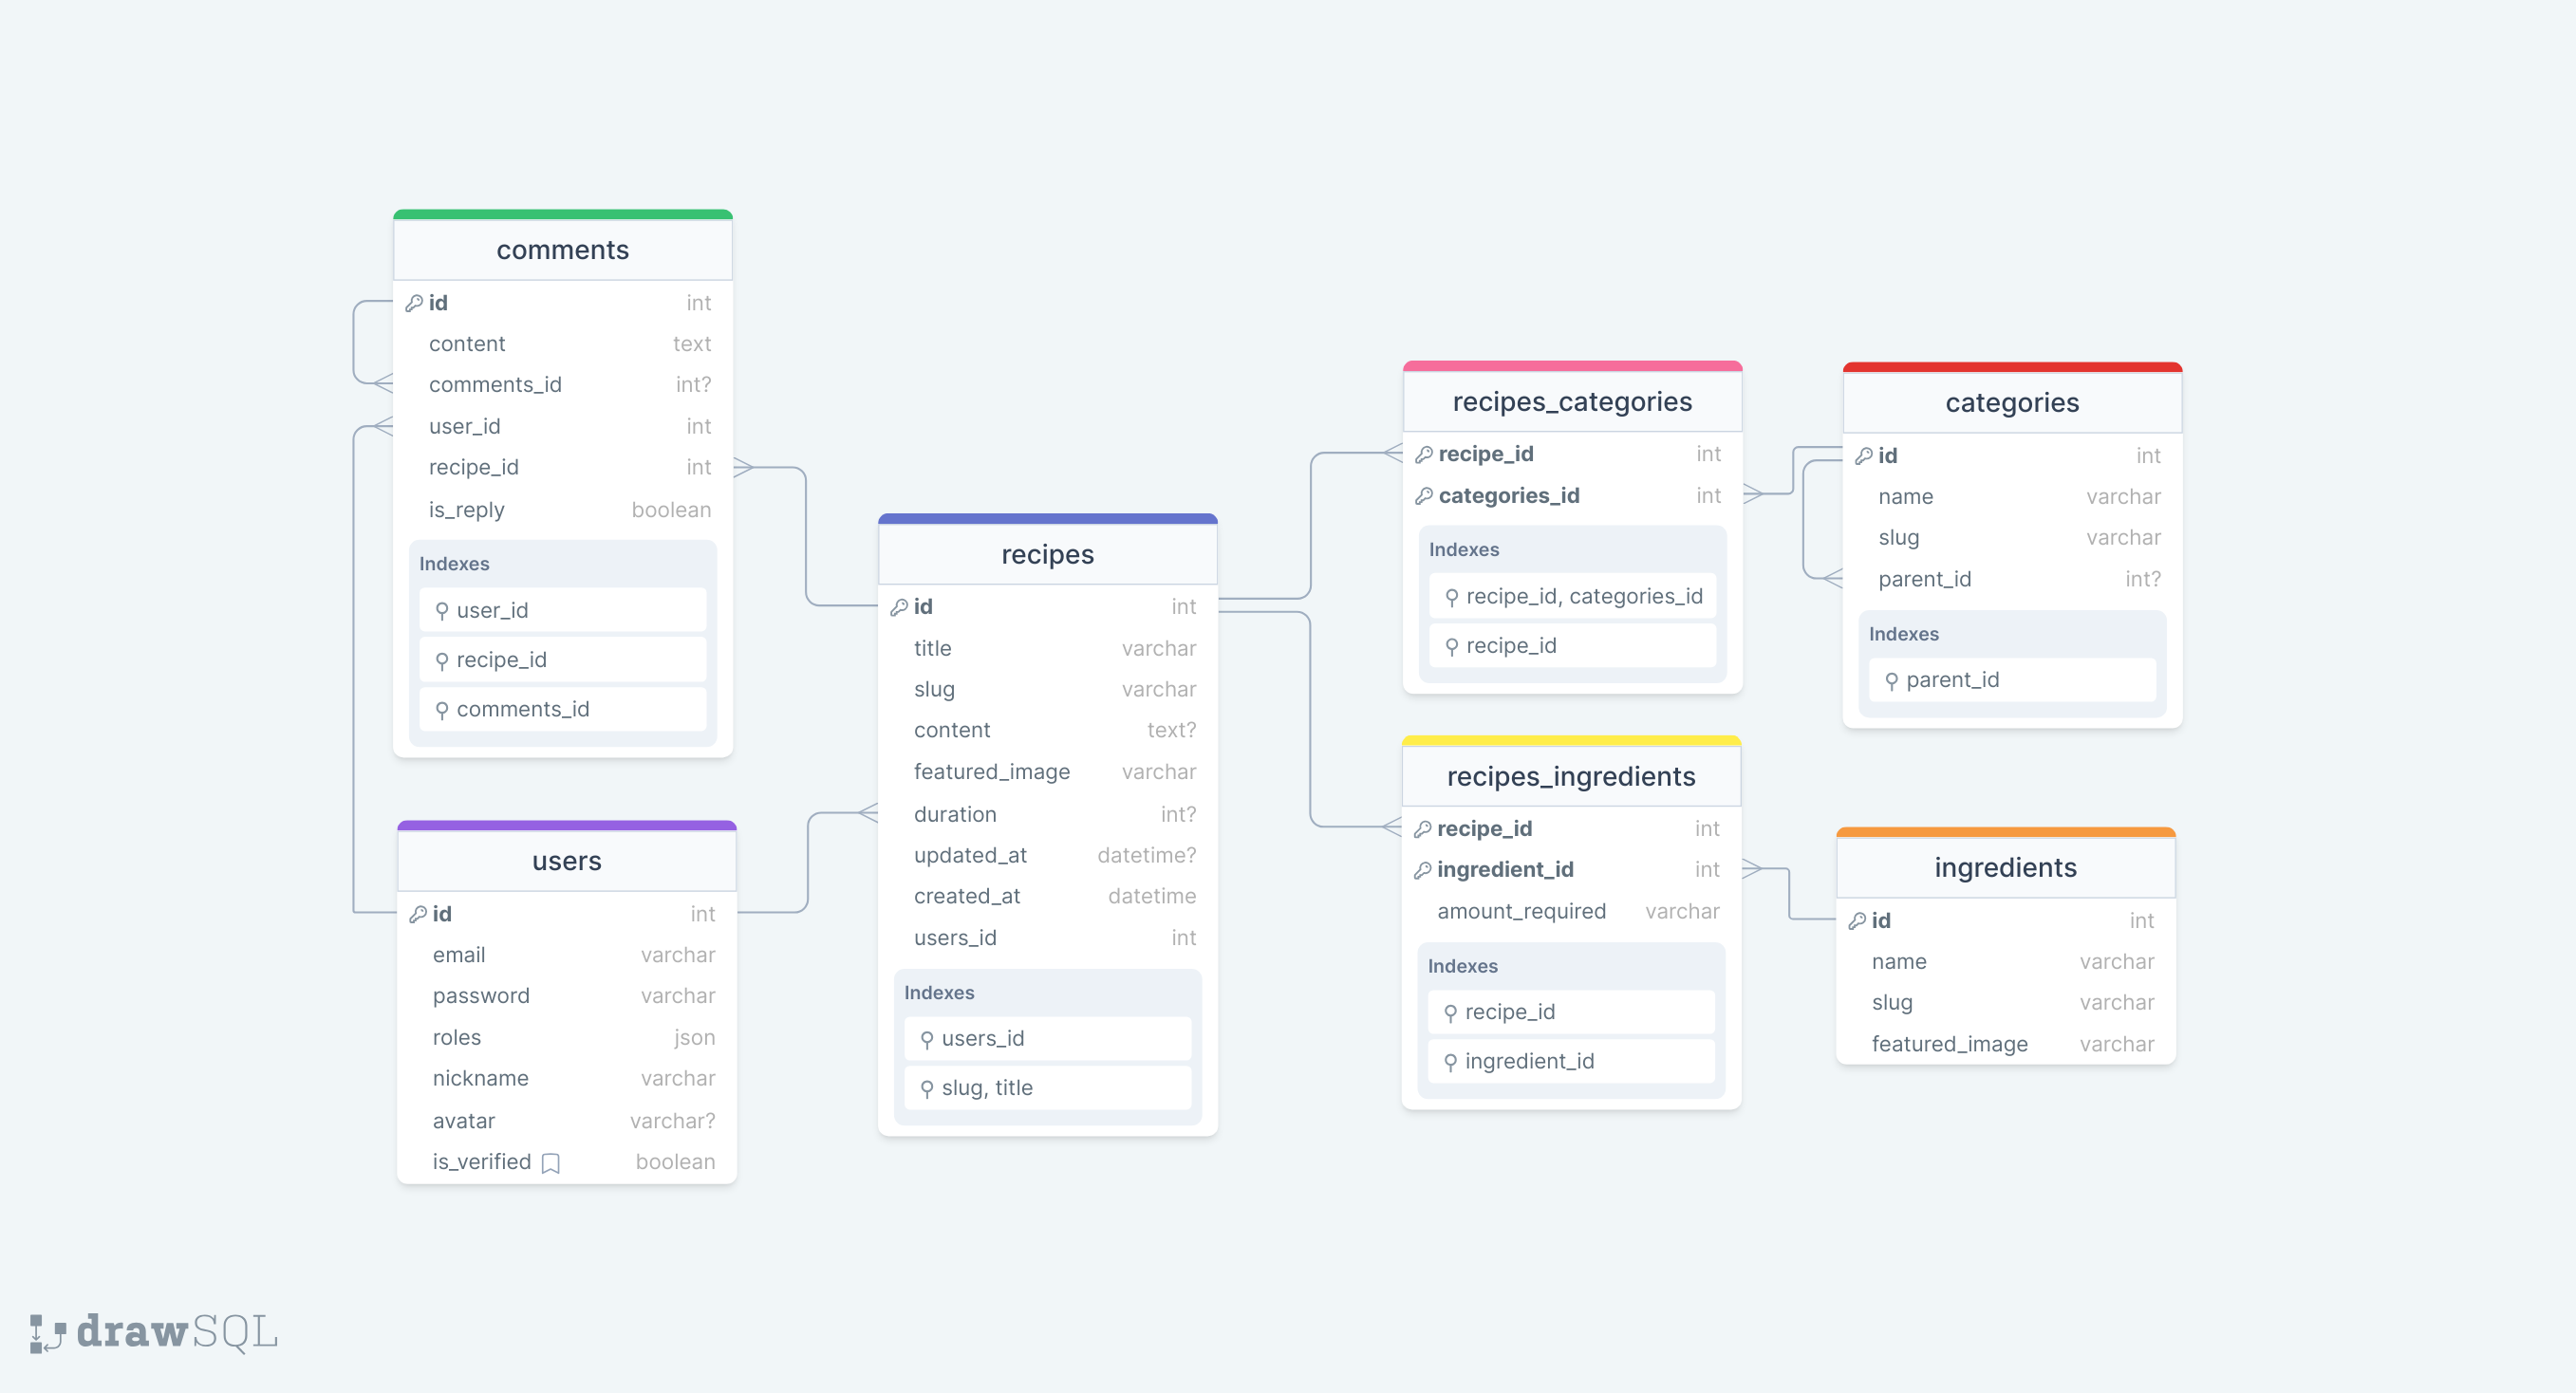 comments
id int
content text
comments_id int?
user_id int
recipe_id int
is_reply boolean
Indexes
user_id
recipe_id
comments_id
users
id int
email varchar
password varchar
roles json
nickname varchar
avatar varchar?
is_verified boolean
recipes
id int
title varchar
slug varchar
content text?
featured_image varchar
duration int?
updated_at datetime?
created_at datetime
users_id int
Indexes
users_id
slug, title
recipes_categories
recipe_id int
categories_id int
Indexes
recipe_id, categories_id
recipe_id
categories
id int
name varchar
slug varchar
parent_id int?
Indexes
parent_id
recipes_ingredients
recipe_id int
ingredient_id int
amount_required varchar
Indexes
recipe_id
ingredient_id
ingredients
id int
name varchar
slug varchar
featured_image varchar
drawSQL